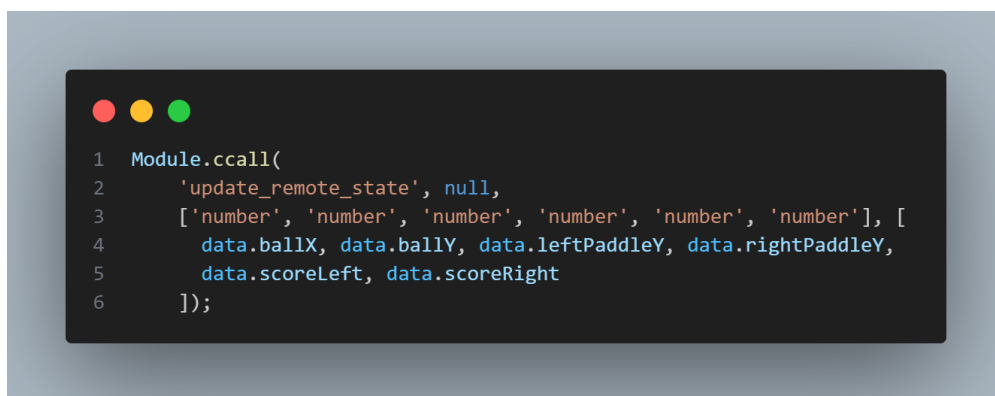 1 Module.ccall(
2 'update_remote_state', null,
3 ['number', 'number', 'number', 'number', 'number', 'number'], [
4 data.ballX, data.ballY, data.leftPaddleY, data.rightPaddleY,
5 data.scoreLeft, data.scoreRight
6 ]);